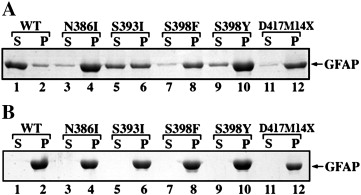 A
WT N386I S393I S398F S398Y D417M14X
S P S P S P S P S P S P
GFAP
1 2 3 4 5 6 7 8 9 10 11 12
B
WT N386I S393I S398F S398Y D417M14X
S P S P S P S P S P S P
GFAP
1 2 3 4 5 6 7 8 9 10 11 12